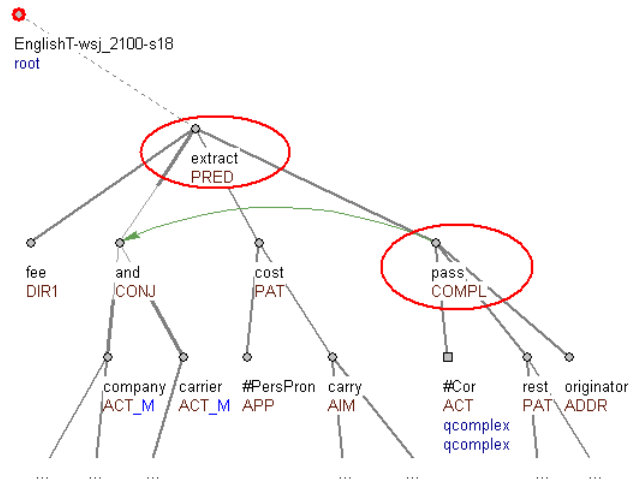 EnglishT-wsj_2100-s18
root
extract
PRED
fee
DIR1
and
CONJ
cost
PAT
pass
COMPL
company
ACT_M
carrier
ACT_M
#PersPron
APP
carry
AIM
#Cor
ACT
qcomplex
qcomplex
rest
PAT
originator
ADDR
... ... ... ... ... ... ...